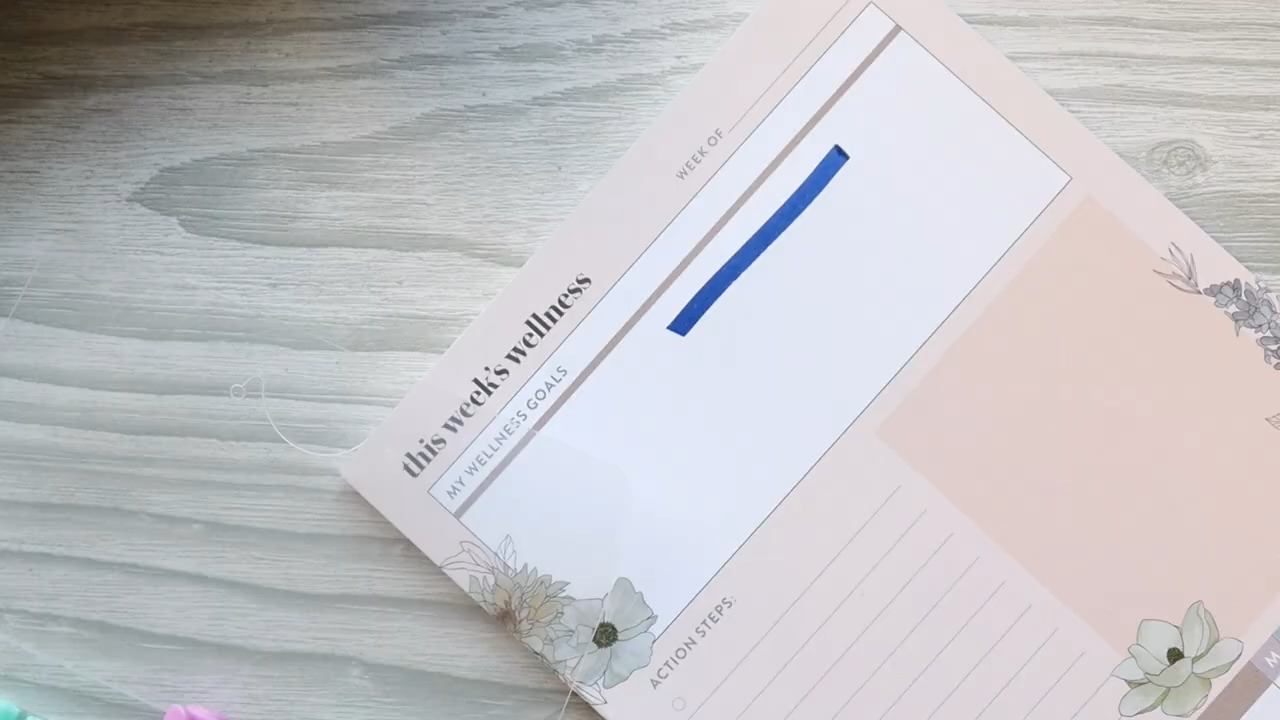 WEEK OF
this week's wellness
MY WELLNESS GOALS
ACTION STEPS: